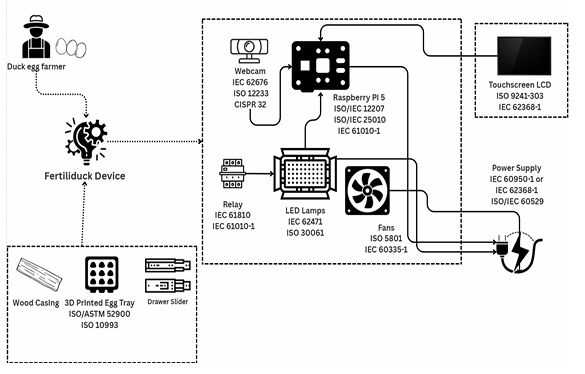 Duck egg farmer
Fertiliduck Device
Wood Casing
3D Printed Egg Tray
ISO/ASTM 52900
ISO 10993
Drawer Slider
Webcam
IEC 62676
ISO 12233
CISPR 32
Raspberry PI 5
ISO/IEC 12207
ISO/IEC 25010
IEC 61010-1
Relay
IEC 61810
IEC 61010-1
LED Lamps
IEC 62471
ISO 30061
Fans
ISO 5801
IEC 60335-1
Touchscreen LCD
ISO 9241-303
IEC 62368-1
Power Supply
IEC 60950-1 or
IEC 62368-1
ISO/IEC 60529